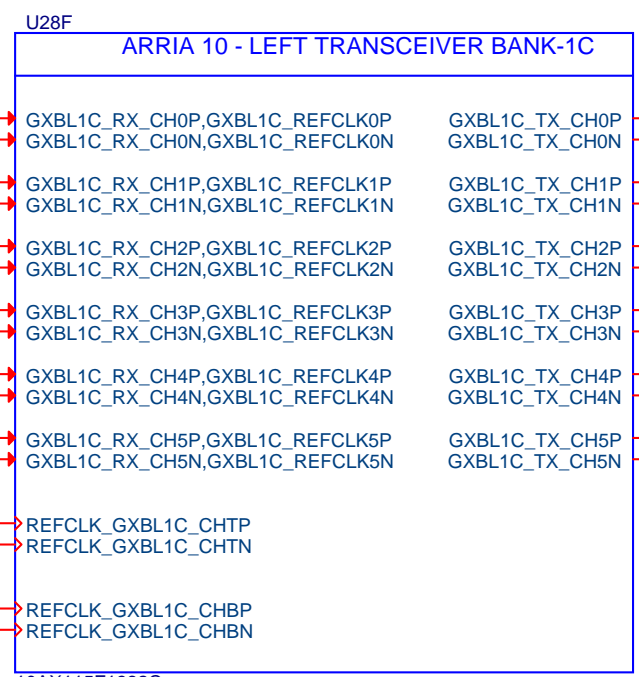 U28F
ARRIA 10 - LEFT TRANSCEIVER BANK-1C
GXBL1C_RX_CH0P,GXBL1C_REFCLK0P GXBL1C_TX_CH0P
GXBL1C_RX_CH0N,GXBL1C_REFCLK0N GXBL1C_TX_CH0N
GXBL1C_RX_CH1P,GXBL1C_REFCLK1P GXBL1C_TX_CH1P
GXBL1C_RX_CH1N,GXBL1C_REFCLK1N GXBL1C_TX_CH1N
GXBL1C_RX_CH2P,GXBL1C_REFCLK2P GXBL1C_TX_CH2P
GXBL1C_RX_CH2N,GXBL1C_REFCLK2N GXBL1C_TX_CH2N
GXBL1C_RX_CH3P,GXBL1C_REFCLK3P GXBL1C_TX_CH3P
GXBL1C_RX_CH3N,GXBL1C_REFCLK3N GXBL1C_TX_CH3N
GXBL1C_RX_CH4P,GXBL1C_REFCLK4P GXBL1C_TX_CH4P
GXBL1C_RX_CH4N,GXBL1C_REFCLK4N GXBL1C_TX_CH4N
GXBL1C_RX_CH5P,GXBL1C_REFCLK5P GXBL1C_TX_CH5P
GXBL1C_RX_CH5N,GXBL1C_REFCLK5N GXBL1C_TX_CH5N
REFCLK_GXBL1C_CHTP
REFCLK_GXBL1C_CHTN
REFCLK_GXBL1C_CHBP
REFCLK_GXBL1C_CHBN